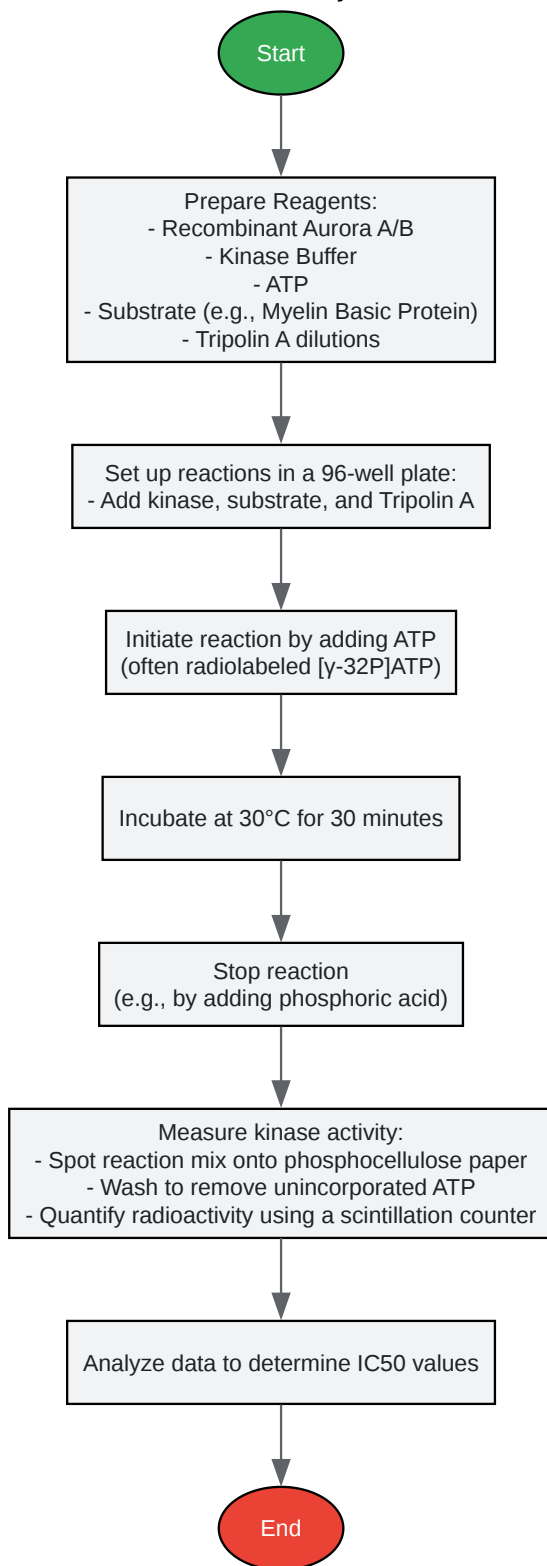 Start
Prepare Reagents:
- Recombinant Aurora A/B
- Kinase Buffer
- ATP
- Substrate (e.g., Myelin Basic Protein)
- Tripolin A dilutions
Set up reactions in a 96-well plate:
- Add kinase, substrate, and Tripolin A
Initiate reaction by adding ATP
(often radiolabeled [γ-32P]ATP)
Incubate at 30°C for 30 minutes
Stop reaction
(e.g., by adding phosphoric acid)
Measure kinase activity:
- Spot reaction mix onto phosphocellulose paper
- Wash to remove unincorporated ATP
- Quantify radioactivity using a scintillation counter
Analyze data to determine IC50 values
End